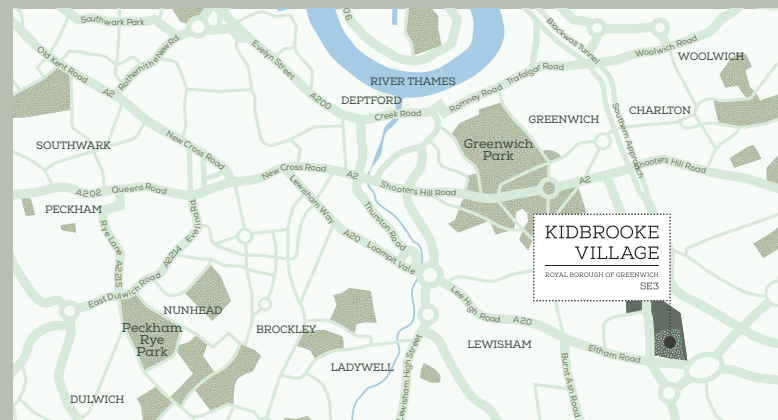 Southwark Park
Old Kent Road
A2
Rotherhithe New Rd.
Evelyn Street
A200
RIVER THAMES
DEPTFORD
Creek Road
Romney Road
Trafalgar Road
Blackwall Tunnel
Southern Approach
Woolwich Road
WOOLWICH
CHARLTON
GREENWICH
Greenwich
Park
SOUTHWARK
New Cross Road
New Cross Road
A2
Shooters Hill Road
A2
Shooters Hill Road
A202
Queens Road
PECKHAM
Rye Lane
A2215
A2214
Lewisham Way
A20
Loampit Vale
Thurston Road
KIDBROOKE
VILLAGE
ROYAL BOROUGH OF GREENWICH
SE3
East Dulwich Road
NUNHEAD
Peckham
Rye
Park
BROCKLEY
LADYWELL
Lewisham High Street
Lee High Road
A20
LEWISHAM
Eltham Road
Burnt Ash Road
DULWICH